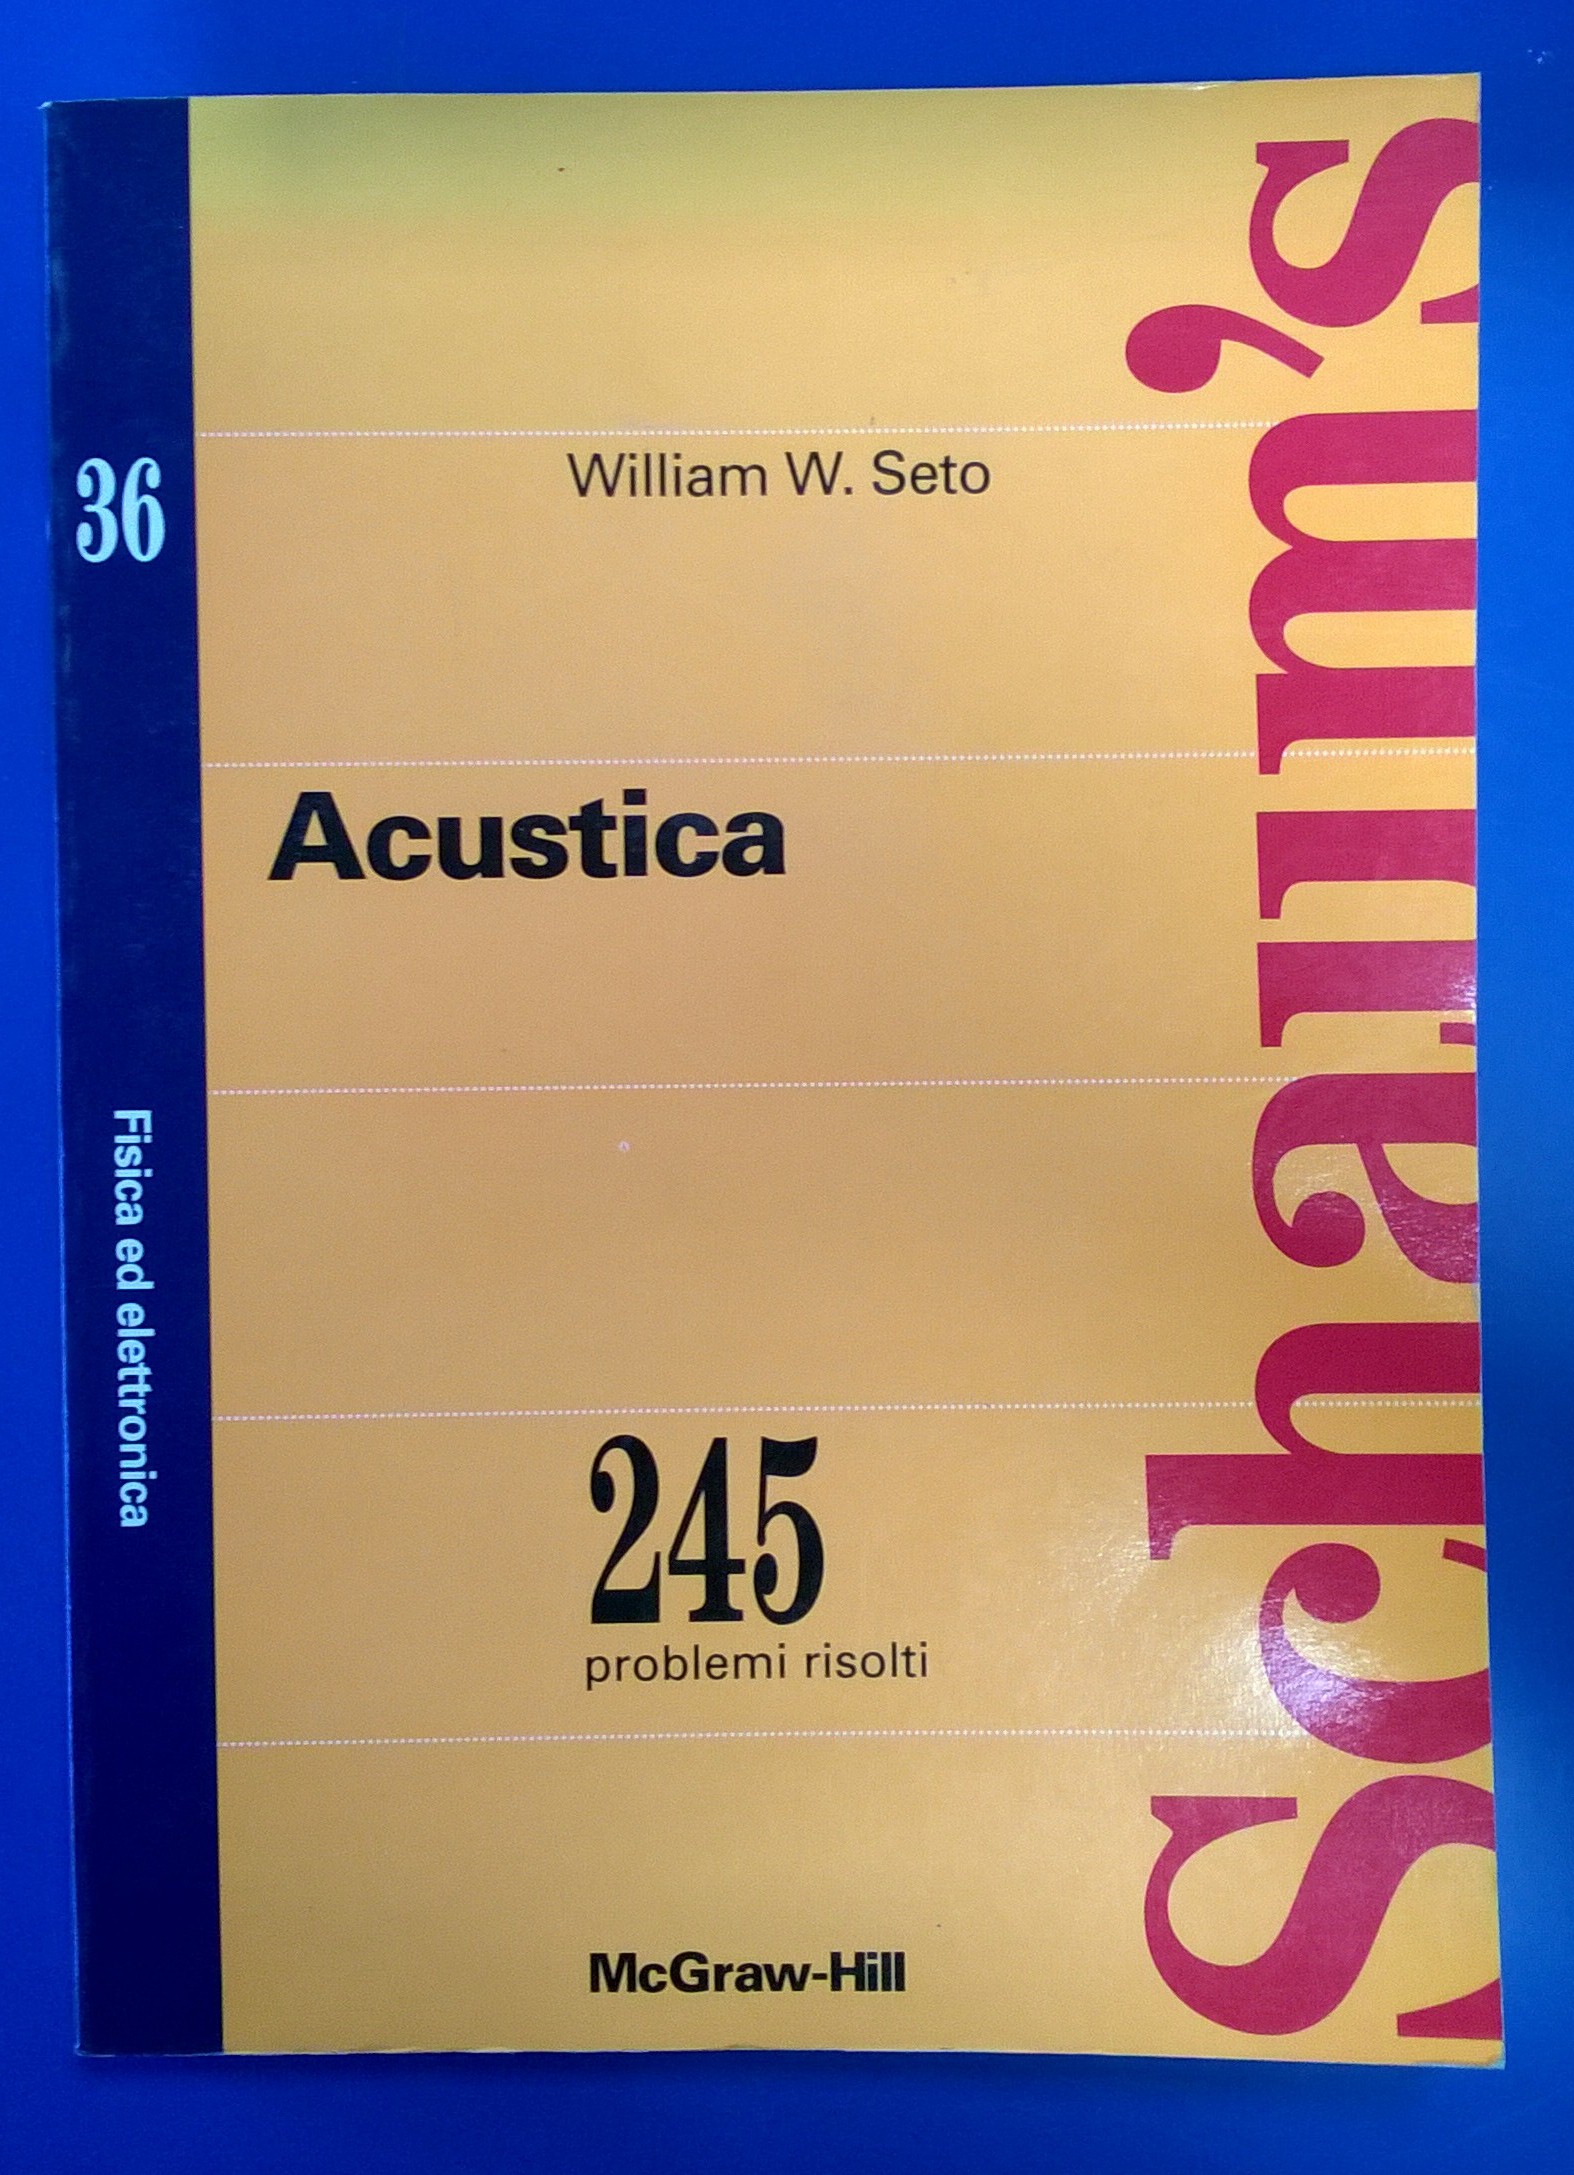 36
Fisica ed elettronica
William W. Seto
Acustica
245
problemi risolti
McGraw-Hill
Schaum's